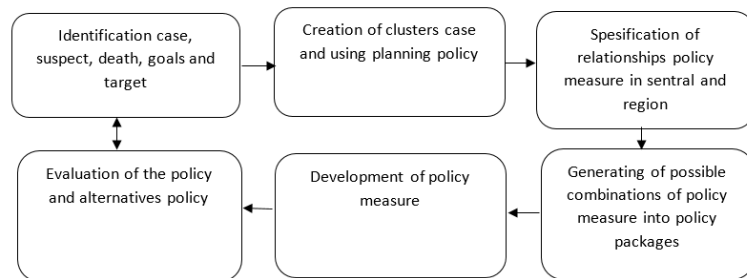 Identification case,
suspect, death, goals and
target
Creation of clusters case
and using planning policy
Spesification of
relationships policy
measure in sentral and
region
Evaluation of the policy
and alternatives policy
Development of policy
measure
Generating of possible
combinations of policy
measure into policy
packages